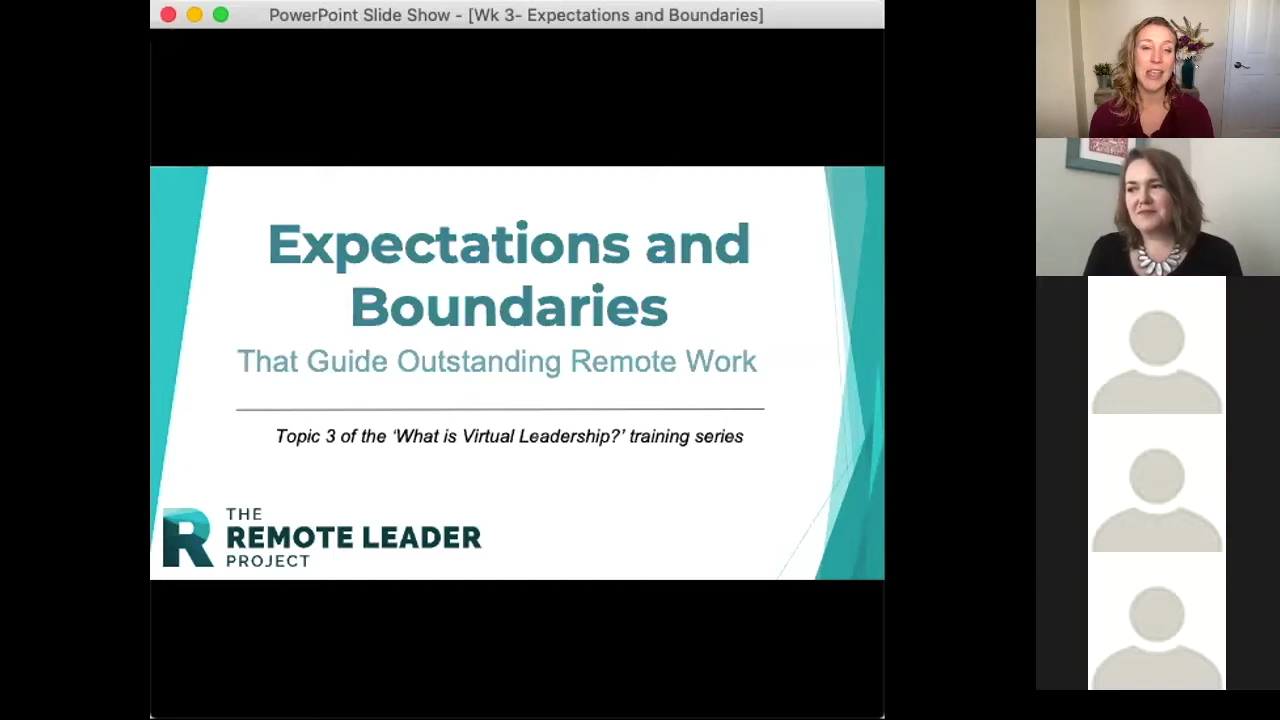 PowerPoint Slide Show - [Wk 3- Expectations and Boundaries]
Expectations and
Boundaries
That Guide Outstanding Remote Work
Topic 3 of the ‘What is Virtual Leadership?’ training series
THE
REMOTE LEADER
PROJECT